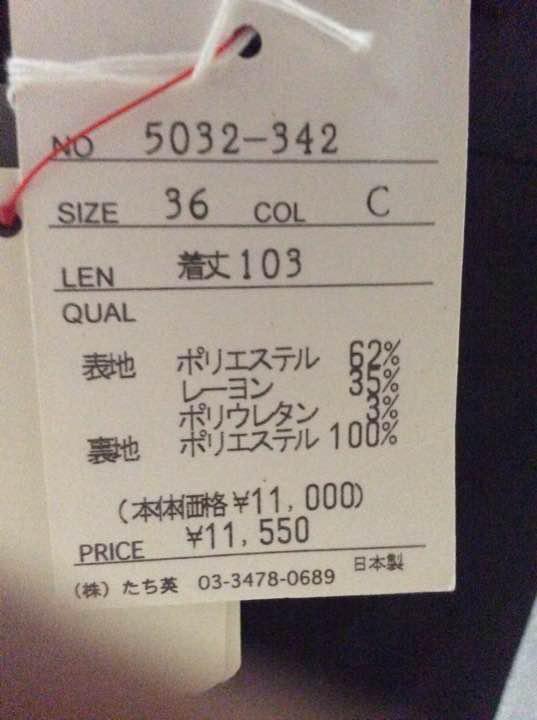 NO 5032-342
SIZE 36 COL C
LEN 着丈103
QUAL
表地 ポリエステル 62%
レーヨン 35%
ポリウレタン 3%
裏地 ポリエステル 100%
(本体価格¥11,000)
PRICE ¥11,550
(株) たち英 03-3478-0689 日本製